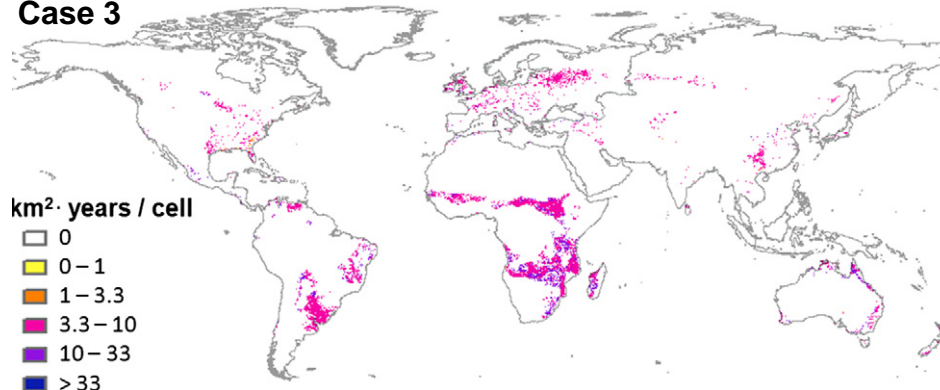 Case 3
km²· years / cell
0
0 – 1
1 – 3.3
3.3 – 10
10 – 33
> 33